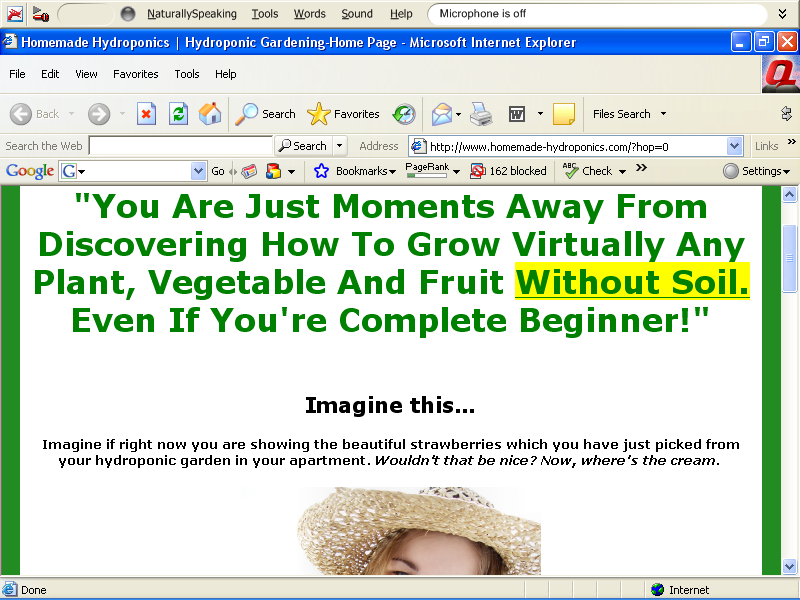 NaturallySpeaking Tools Words Sound Help Microphone is off
Homemade Hydroponics | Hydroponic Gardening-Home Page - Microsoft Internet Explorer
File Edit View Favorites Tools Help
Back Search Favorites Files Search
Search the Web Search Address http://www.homemade-hydroponics.com/?hop=0 Links
Google G Go Bookmarks PageRank 162 blocked ABC Check Settings
"You Are Just Moments Away From
Discovering How To Grow Virtually Any
Plant, Vegetable And Fruit Without Soil.
Even If You're Complete Beginner!"
Imagine this...
Imagine if right now you are showing the beautiful strawberries which you have just picked from
your hydroponic garden in your apartment. Wouldn't that be nice? Now, where's the cream.
Done Internet